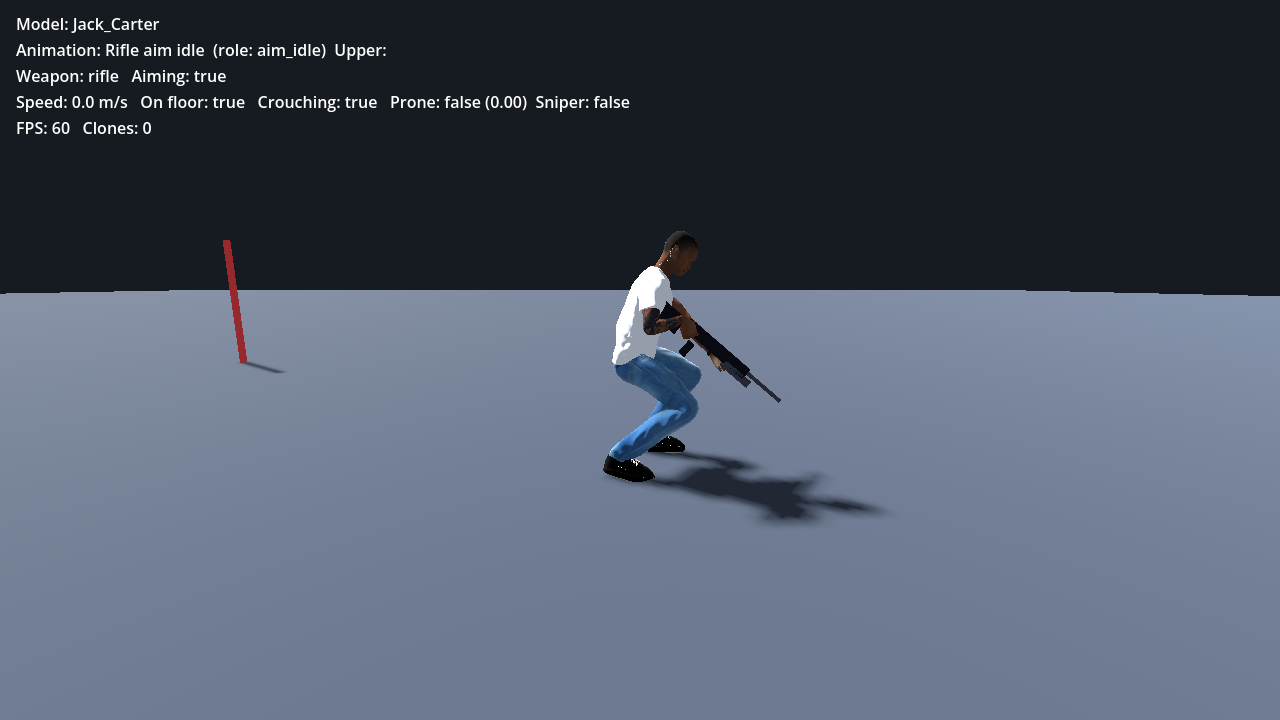 Model: Jack_Carter
Animation: Rifle aim idle  (role: aim_idle)  Upper:
Weapon: rifle   Aiming: true
Speed: 0.0 m/s   On floor: true   Crouching: true   Prone: false (0.00)  Sniper: false
FPS: 60   Clones: 0